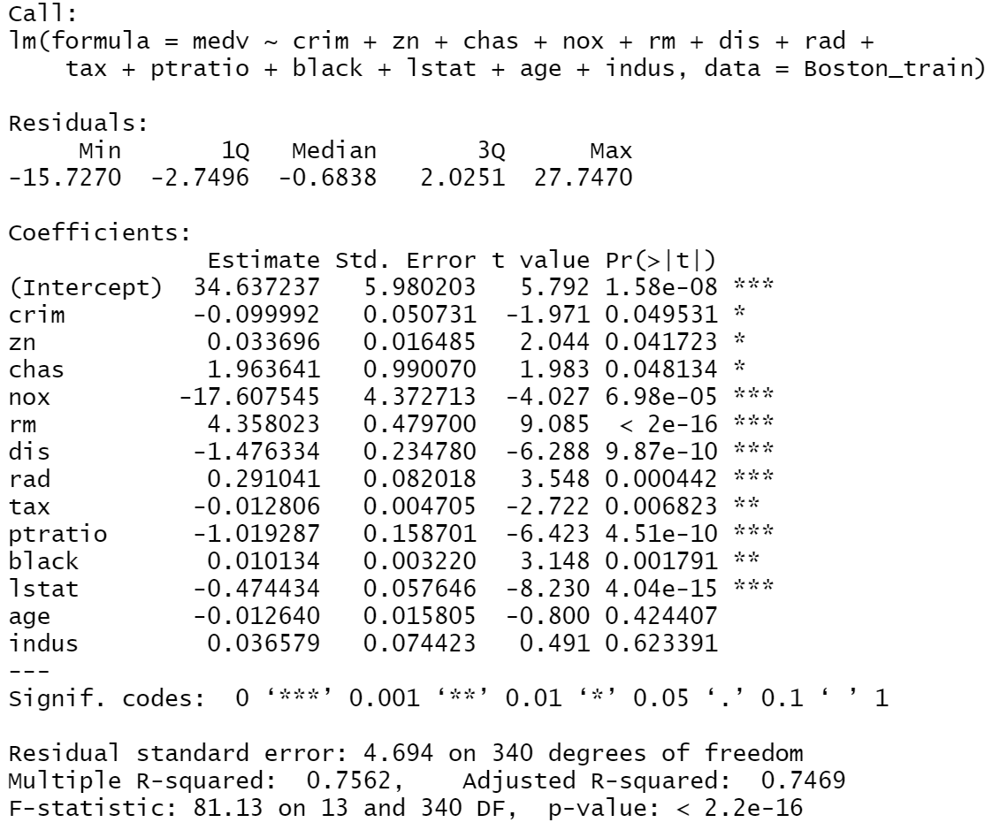 Call:
lm(formula = medv ~ crim + zn + chas + nox + rm + dis + rad +
    tax + ptratio + black + lstat + age + indus, data = Boston_train)

Residuals:
     Min       1Q   Median       3Q      Max
-15.7270  -2.7496  -0.6838   2.0251  27.7470

Coefficients:
              Estimate Std. Error t value Pr(>|t|)
(Intercept)  34.637237   5.980203   5.792 1.58e-08 ***
crim         -0.099992   0.050731  -1.971 0.049531 *
zn            0.033696   0.016485   2.044 0.041723 *
chas          1.963641   0.990070   1.983 0.048134 *
nox         -17.607545   4.372713  -4.027 6.98e-05 ***
rm            4.358023   0.479700   9.085  < 2e-16 ***
dis          -1.476334   0.234780  -6.288 9.87e-10 ***
rad           0.291041   0.082018   3.548 0.000442 ***
tax          -0.012806   0.004705  -2.722 0.006823 **
ptratio      -1.019287   0.158701  -6.423 4.51e-10 ***
black         0.010134   0.003220   3.148 0.001791 **
lstat        -0.474434   0.057646  -8.230 4.04e-15 ***
age          -0.012640   0.015805  -0.800 0.424407
indus         0.036579   0.074423   0.491 0.623391
---
Signif. codes:  0 ‘***’ 0.001 ‘**’ 0.01 ‘*’ 0.05 ‘.’ 0.1 ‘ ’ 1

Residual standard error: 4.694 on 340 degrees of freedom
Multiple R-squared:  0.7562,    Adjusted R-squared:  0.7469
F-statistic: 81.13 on 13 and 340 DF,  p-value: < 2.2e-16